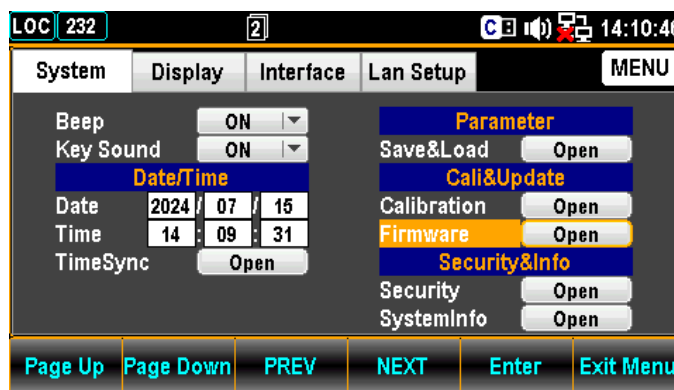 LOC 232 2 C 14:10:46
System Display Interface Lan Setup MENU
Beep ON
Key Sound ON
Date/Time
Date 2024 / 07 / 15
Time 14 : 09 : 31
TimeSync Open
Parameter
Save&Load Open
Cali&Update
Calibration Open
Firmware Open
Security&Info
Security Open
SystemInfo Open
Page Up Page Down PREV NEXT Enter Exit Menu